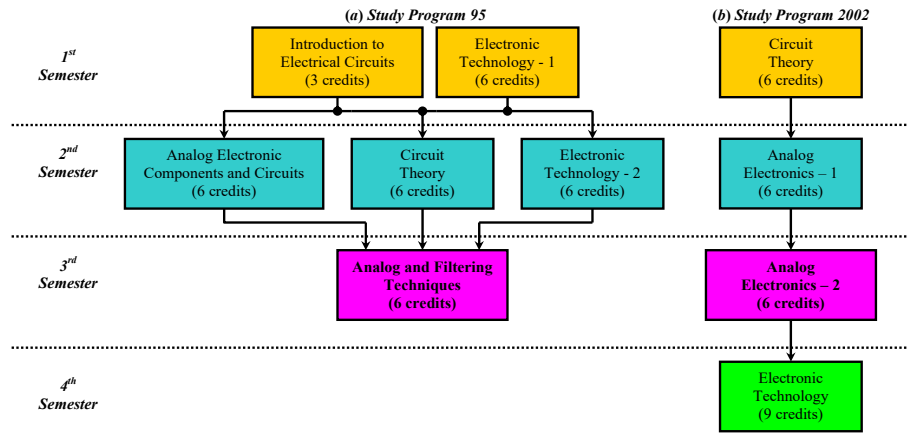 (a) Study Program 95
(b) Study Program 2002
1st
Semester
Introduction to
Electrical Circuits
(3 credits)
Electronic
Technology - 1
(6 credits)
Circuit
Theory
(6 credits)
2nd
Semester
Analog Electronic
Components and Circuits
(6 credits)
Circuit
Theory
(6 credits)
Electronic
Technology - 2
(6 credits)
Analog
Electronics – 1
(6 credits)
3rd
Semester
Analog and Filtering
Techniques
(6 credits)
Analog
Electronics – 2
(6 credits)
4th
Semester
Electronic
Technology
(9 credits)